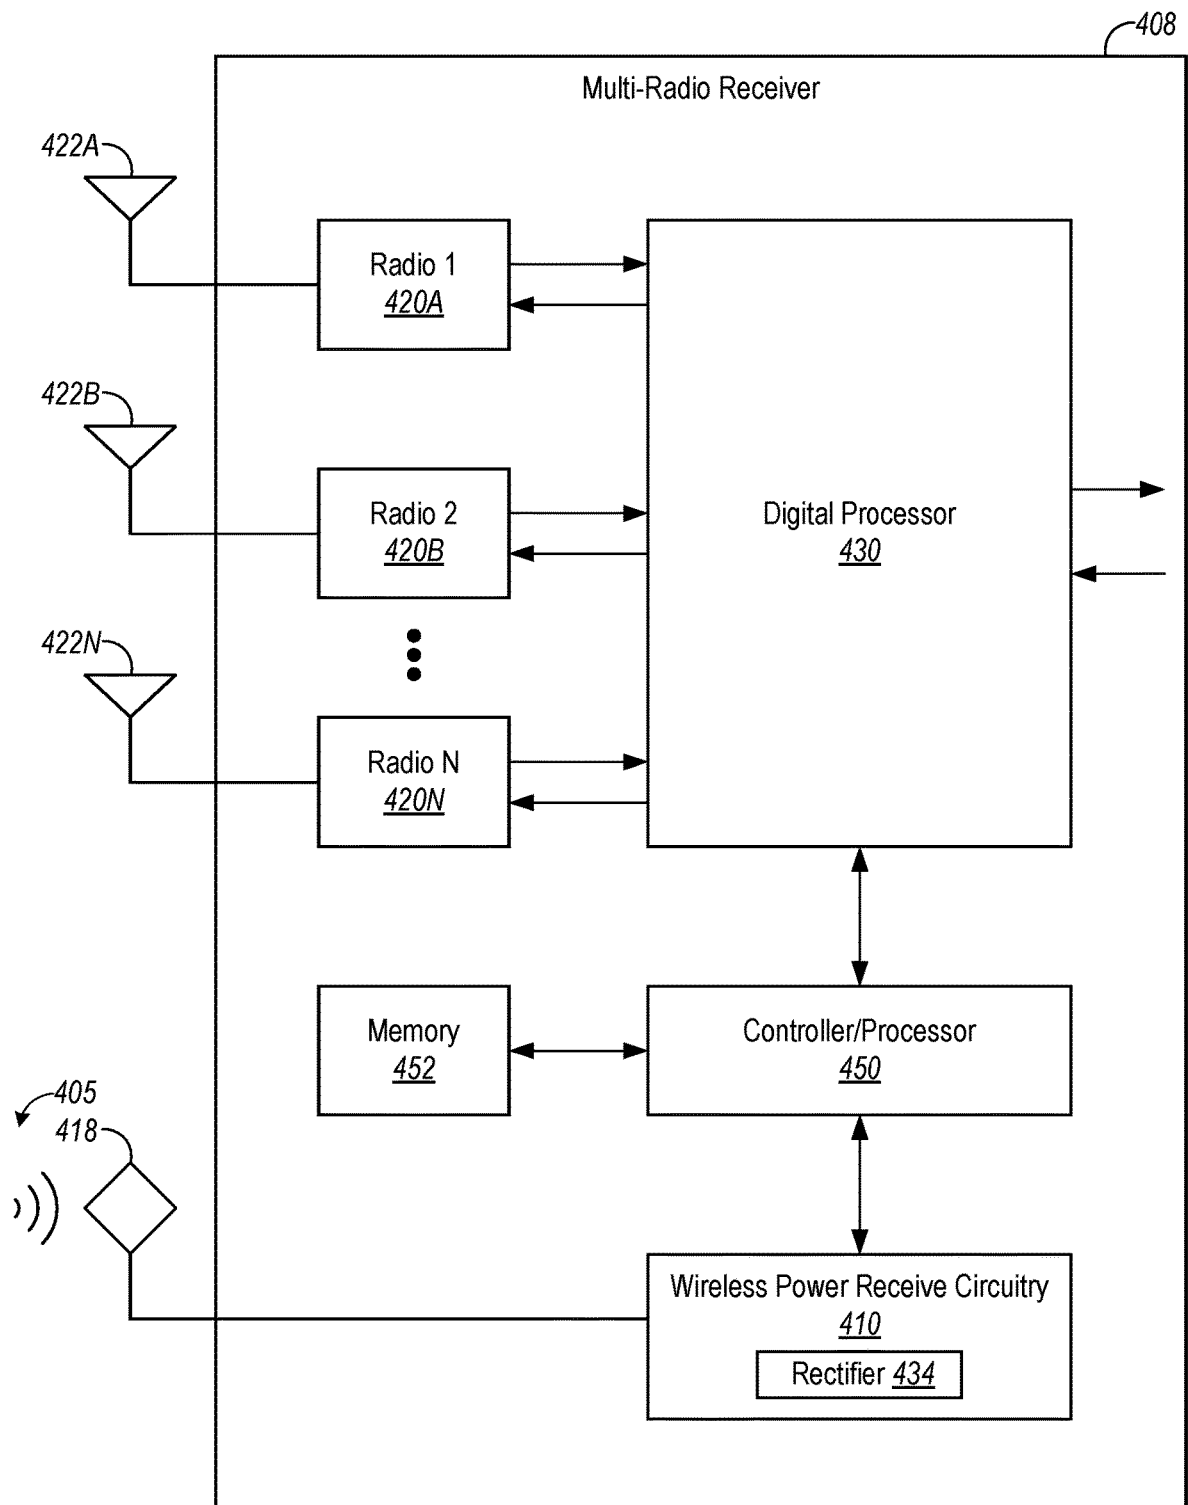 408
Multi-Radio Receiver
422A
Radio 1
420A
422B
Radio 2
420B
Digital Processor
430
422N
Radio N
420N
Memory
452
Controller/Processor
450
405
418
Wireless Power Receive Circuitry
410
Rectifier 434